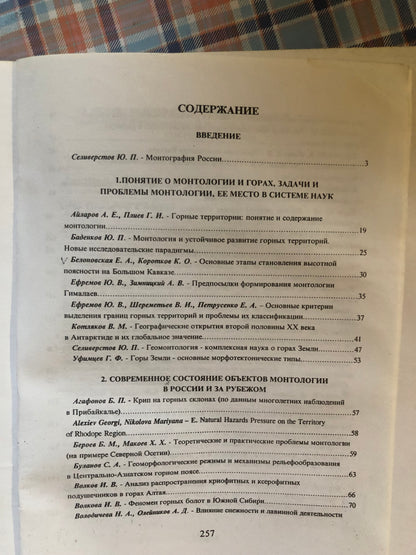 СОДЕРЖАНИЕ
ВВЕДЕНИЕ
Селиверстов Ю. П. - Монтография России...3
1.ПОНЯТИЕ О МОНТОЛОГИИ И ГОРАХ, ЗАДАЧИ И
ПРОБЛЕМЫ МОНТОЛОГИИ, ЕЕ МЕСТО В СИСТЕМЕ НАУК
Айларов А. Е., Плиев Г. И. - Горные территории: понятие и содержание
монтологии...19
Баденков Ю. П. - Монтология и устойчивое развитие горных территорий.
Новые исследовательские парадигмы...25
Белоновская Е. А., Коротков К. О. - Основные этапы становления высотной
поясности на Большом Кавказе...30
Ефремов Ю. В., Зимницкий А. В. - Предпосылки формирования монтологии
Гималаев...35
Ефремов Ю. В., Шереметьев В. И., Петрусенко Е. А. - Основные критерии
выделения границ горных территорий и проблемы их классификации...37
Котляков В. М. - Географические открытия второй половины XX века
в Антарктиде и их глобальное значение...41
Селиверстов Ю. П. - Геомонтология - комплексная наука о горах Земли...47
Уфимцев Г. Ф. - Горы Земли - основные морфотектонические типы...53
2. СОВРЕМЕННОЕ СОСТОЯНИЕ ОБЪЕКТОВ МОНТОЛОГИИ
В РОССИИ И ЗА РУБЕЖОМ
Агафонов Б. П. - Крип на горных склонах (по данным многолетних наблюдений
в Прибайкалье)...57
Alexiev Georgi, Nikolova Mariyana – E. Natural Hazards Pressure on the Territory
of Rhodope Region...58
Бероев Б. М., Макоев Х. Х. - Теоретические и практические проблемы монтологии
(на примере Северной Осетии)...59
Буланов С. А. - Геоморфологические режимы и механизмы рельефообразования
в Центрально-Азиатском горном поясе...63
Волков И. В. - Анализ распространения криофитных и ксерофитных
подушечников в горах Алтая...66
Волкова И. В. - Феномен горных болот в Южной Сибири...70
Володичева Н. А., Олейников А. Д. - Влияние снежности и лавинной деятельности
257